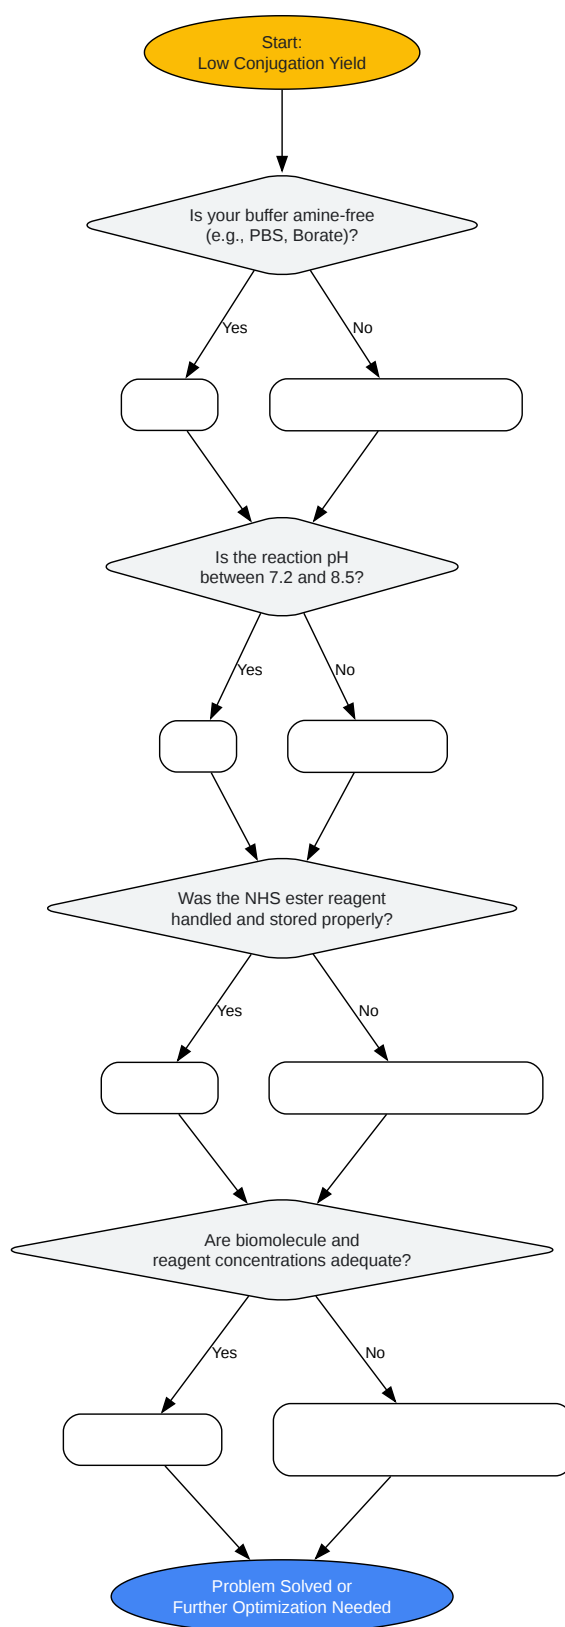 Start:
Low Conjugation Yield
Is your buffer amine-free
(e.g., PBS, Borate)?
Yes
No
Is the reaction pH
between 7.2 and 8.5?
Yes
No
Was the NHS ester reagent
handled and stored properly?
Yes
No
Are biomolecule and
reagent concentrations adequate?
Yes
No
Problem Solved or
Further Optimization Needed